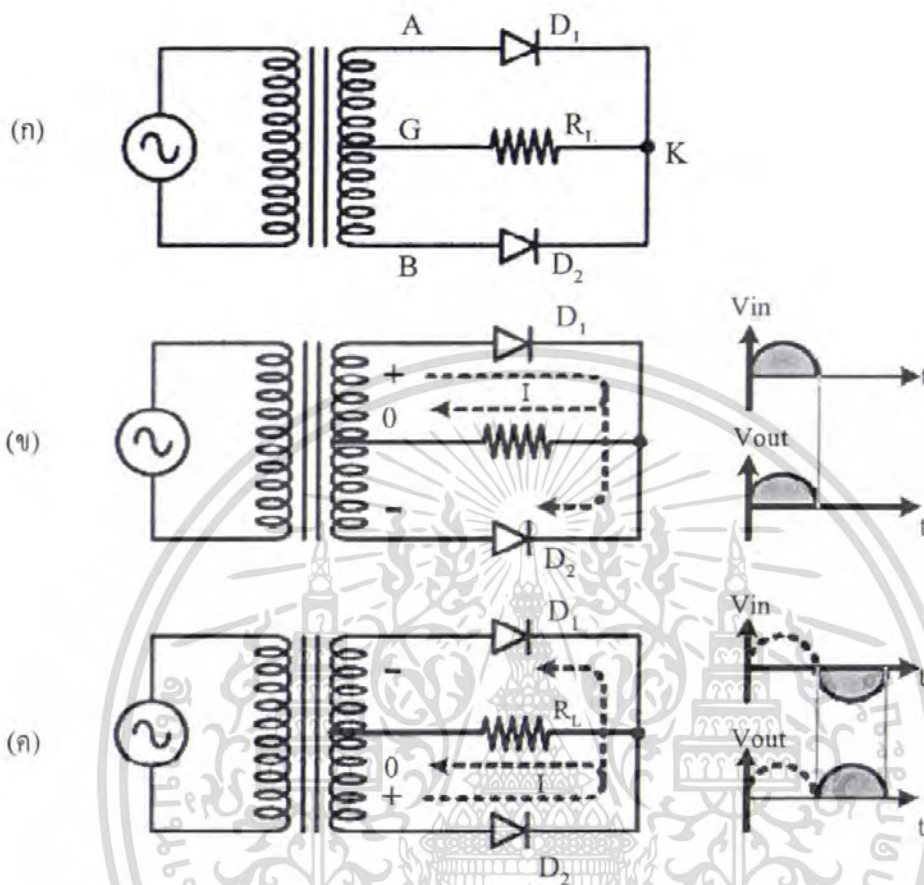 (ก)
A
D1
G
RL
K
B
D2
(ข)
D1
+
I
0
-
D2
Vin
t
Vout
t
(ค)
D1
-
RL
0
I
+
D2
Vin
t
Vout
t